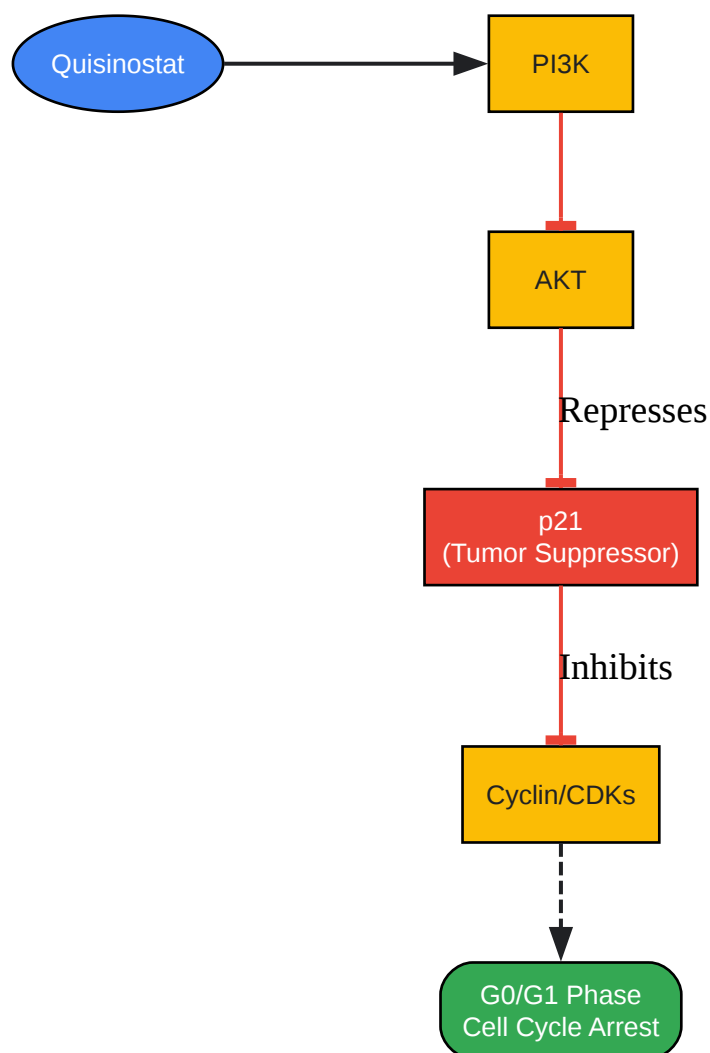 Quisinostat
PI3K
AKT
Represses
p21
(Tumor Suppressor)
Inhibits
Cyclin/CDKs
G0/G1 Phase
Cell Cycle Arrest